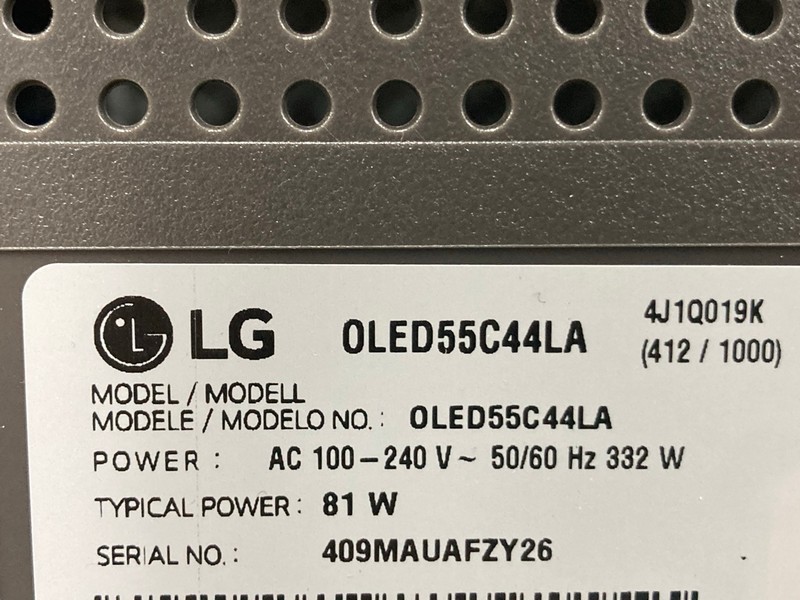 LG OLED55C44LA 4J1Q019K
(412 / 1000)
MODEL / MODELL
MODÈLE / MODELO NO. : OLED55C44LA
POWER : AC 100-240 V~ 50/60 Hz 332 W
TYPICAL POWER : 81 W
SERIAL NO. : 409MAUAFZY26